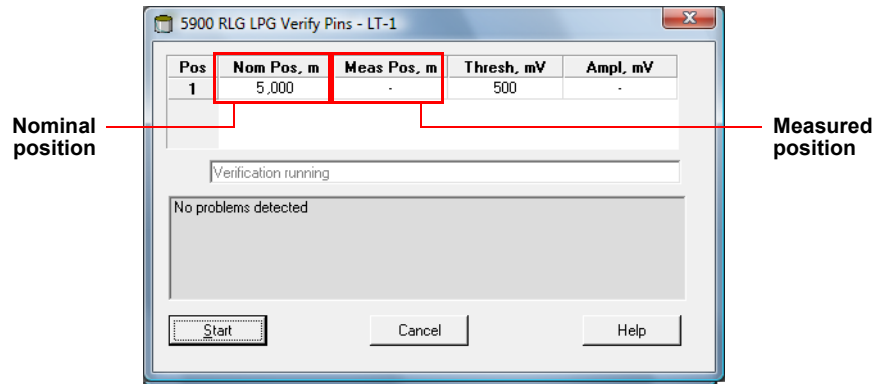 5900 RLG LPG Verify Pins - LT-1
Pos Nom Pos, m Meas Pos, m Thresh, mV Ampl, mV
1 5,000 - 500 -
Nominal
position
Measured
position
Verification running
No problems detected
Start Cancel Help